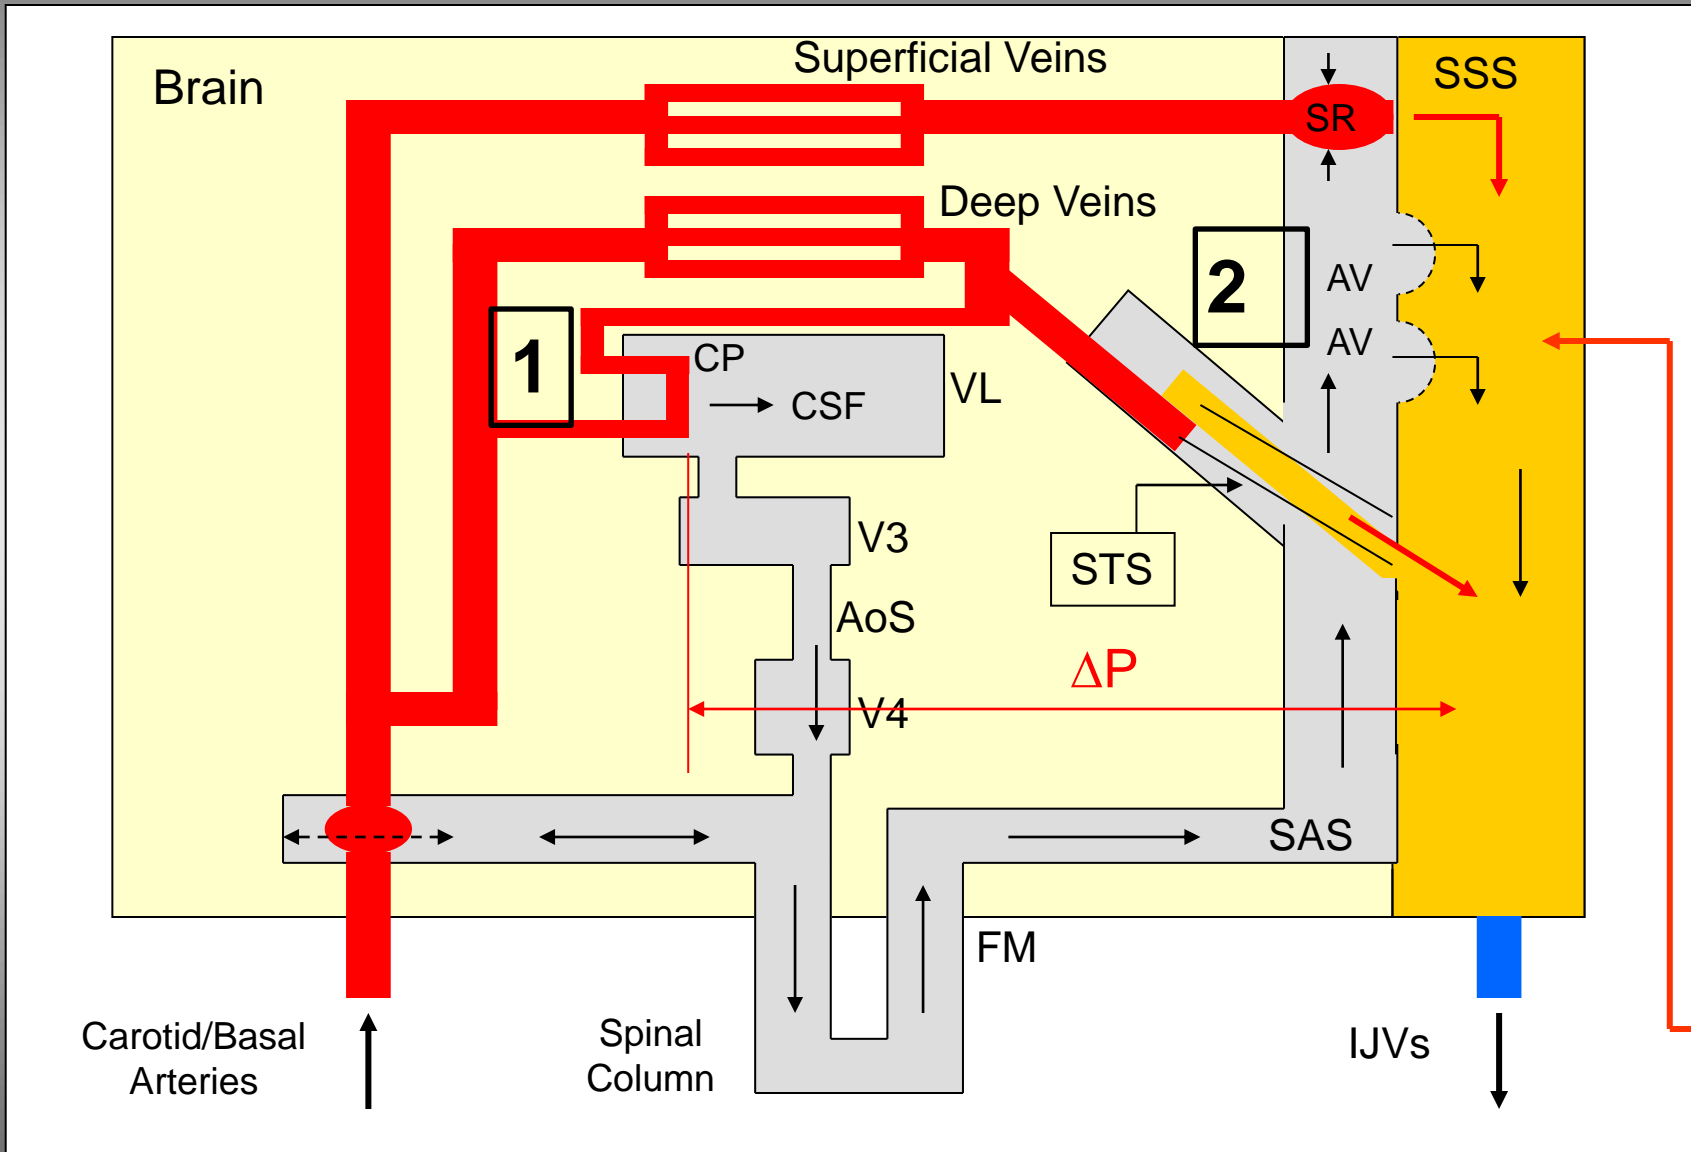 Superficial Veins
Brain
SSS
SR
Deep Veins
2
AV
AV
1
CP
VL
CSF
V3
STS
AoS
ΔP
V4
SAS
FM
Carotid/Basal
Arteries
Spinal
Column
IJVs